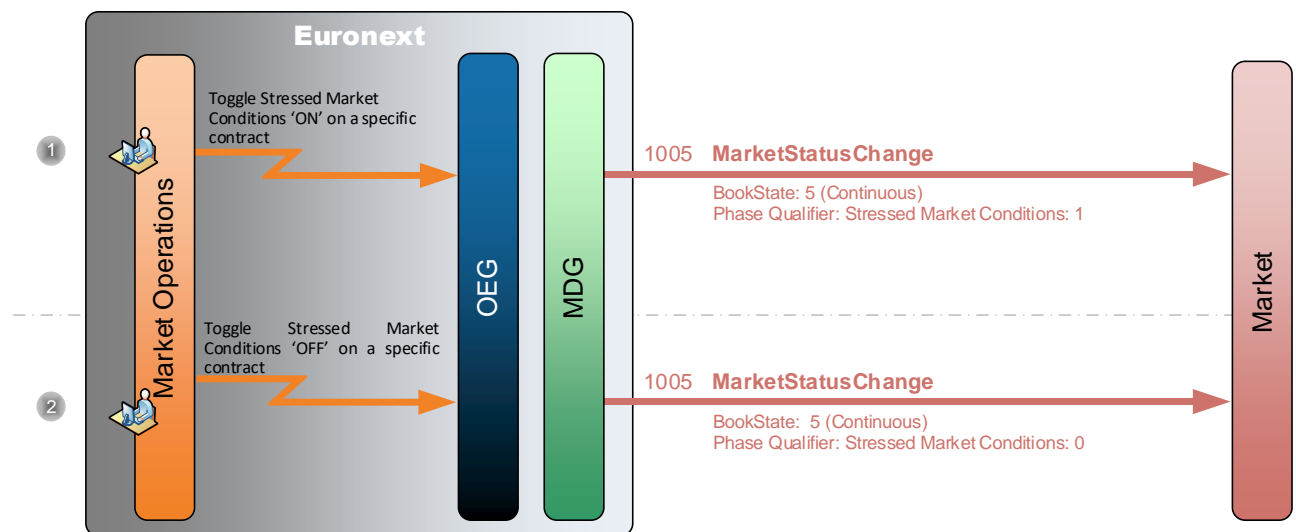 Euronext
Toggle Stressed Market
Conditions ‘ON’ on a specific
contract
1
1005 MarketStatusChange
BookState: 5 (Continuous)
Phase Qualifier: Stressed Market Conditions: 1
Market Operations
OEG
MDG
Market
Toggle Stressed Market
Conditions ‘OFF’ on a specific
contract
2
1005 MarketStatusChange
BookState: 5 (Continuous)
Phase Qualifier: Stressed Market Conditions: 0